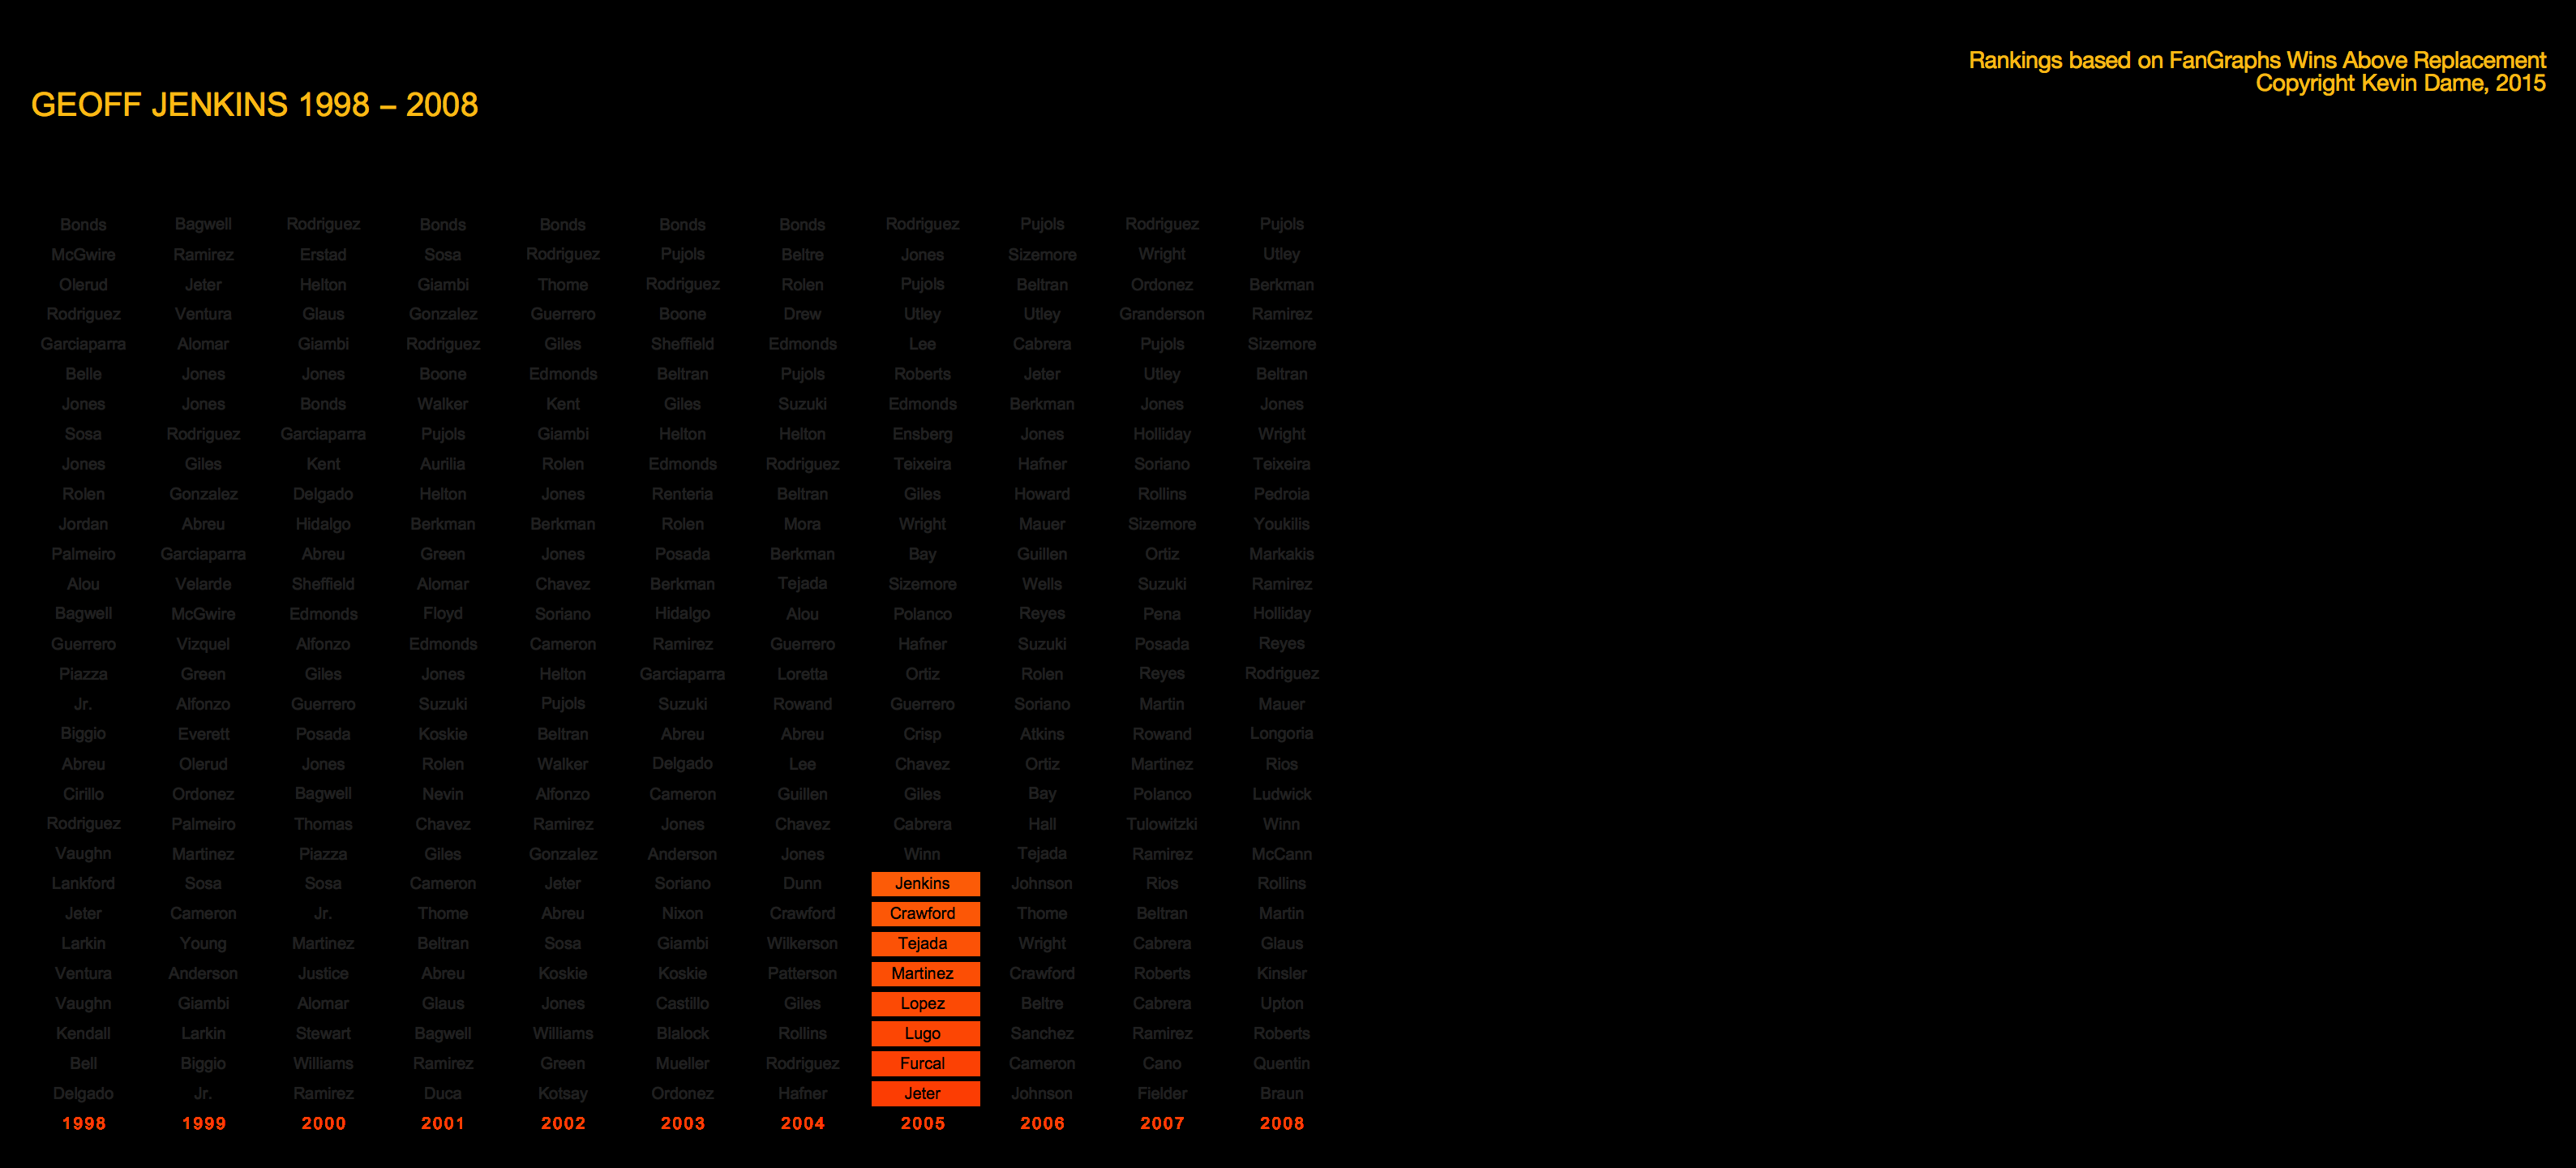 Rankings based on FanGraphs Wins Above Replacement
Copyright Kevin Dame, 2015
GEOFF JENKINS 1998 – 2008
Bonds Bagwell Rodriguez Bonds Bonds Bonds Bonds Rodriguez Pujols Rodriguez Pujols
McGwire Ramirez Erstad Sosa Rodriguez Pujols Beltre Jones Sizemore Wright Utley
Olerud Jeter Helton Giambi Thome Rodriguez Rolen Pujols Beltran Ordonez Berkman
Rodriguez Ventura Glaus Gonzalez Guerrero Boone Drew Utley Utley Granderson Ramirez
Garciaparra Alomar Giambi Rodriguez Giles Sheffield Edmonds Lee Cabrera Pujols Sizemore
Belle Jones Jones Boone Edmonds Beltran Pujols Roberts Jeter Utley Beltran
Jones Jones Bonds Walker Kent Giles Suzuki Edmonds Berkman Jones Jones
Sosa Rodriguez Garciaparra Pujols Giambi Helton Helton Ensberg Jones Holliday Wright
Jones Giles Kent Aurilia Rolen Edmonds Rodriguez Teixeira Hafner Soriano Teixeira
Rolen Gonzalez Delgado Helton Jones Renteria Beltran Giles Howard Rollins Pedroia
Jordan Abreu Hidalgo Berkman Berkman Rolen Mora Wright Mauer Sizemore Youkilis
Palmeiro Garciaparra Abreu Green Jones Posada Berkman Bay Guillen Ortiz Markakis
Alou Velarde Sheffield Alomar Chavez Berkman Tejada Sizemore Wells Suzuki Ramirez
Bagwell McGwire Edmonds Floyd Soriano Hidalgo Alou Polanco Reyes Pena Holliday
Guerrero Vizquel Alfonzo Edmonds Cameron Ramirez Guerrero Hafner Suzuki Posada Reyes
Piazza Green Giles Jones Helton Garciaparra Loretta Ortiz Rolen Reyes Rodriguez
Jr. Alfonzo Guerrero Suzuki Pujols Suzuki Rowand Guerrero Soriano Martin Mauer
Biggio Everett Posada Koskie Beltran Abreu Abreu Crisp Atkins Rowand Longoria
Abreu Olerud Jones Rolen Walker Delgado Lee Chavez Ortiz Martinez Rios
Cirillo Ordonez Bagwell Nevin Alfonzo Cameron Guillen Giles Bay Polanco Ludwick
Rodriguez Palmeiro Thomas Chavez Ramirez Jones Chavez Cabrera Hall Tulowitzki Winn
Vaughn Martinez Piazza Giles Gonzalez Anderson Jones Winn Tejada Ramirez McCann
Lankford Sosa Sosa Cameron Jeter Soriano Dunn Jenkins Johnson Rios Rollins
Jeter Cameron Jr. Thome Abreu Nixon Crawford Crawford Thome Beltran Martin
Larkin Young Martinez Beltran Sosa Giambi Wilkerson Tejada Wright Cabrera Glaus
Ventura Anderson Justice Abreu Koskie Koskie Patterson Martinez Crawford Roberts Kinsler
Vaughn Giambi Alomar Glaus Jones Castillo Giles Lopez Beltre Cabrera Upton
Kendall Larkin Stewart Bagwell Williams Blalock Rollins Lugo Sanchez Ramirez Roberts
Bell Biggio Williams Ramirez Green Mueller Rodriguez Furcal Cameron Cano Quentin
Delgado Jr. Ramirez Duca Kotsay Ordonez Hafner Jeter Johnson Fielder Braun
1998 1999 2000 2001 2002 2003 2004 2005 2006 2007 2008